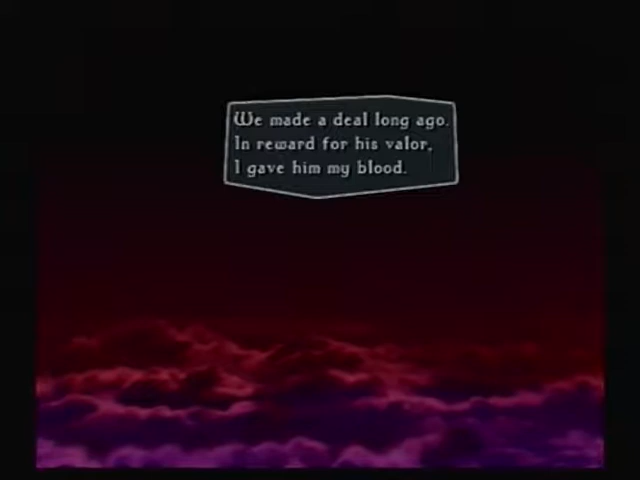 We made a deal long ago.
In reward for his valor,
I gave him my blood.